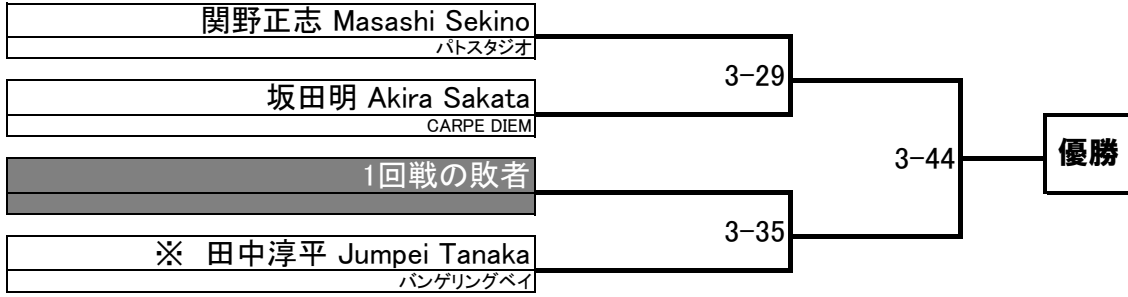 関野正志 Masashi Sekino
パトスタジオ
3-29
坂田明 Akira Sakata
CARPE DIEM
1回戦の敗者
3-44
優勝
3-35
※ 田中淳平 Jumpei Tanaka
バンゲリングベイ